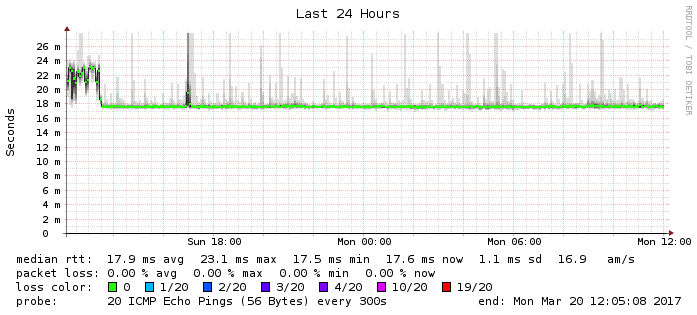 Last 24 Hours
RRDTOOL / TOBI OETIKER
Seconds
26 m
24 m
22 m
20 m
18 m
16 m
14 m
12 m
10 m
8 m
6 m
4 m
2 m
0
Sun 18:00 Mon 00:00 Mon 06:00 Mon 12:00
median rtt: 17.9 ms avg 23.1 ms max 17.5 ms min 17.6 ms now 1.1 ms sd 16.9 am/s
packet loss: 0.00 % avg 0.00 % max 0.00 % min 0.00 % now
loss color: 0 1/20 2/20 3/20 4/20 10/20 19/20
probe: 20 ICMP Echo Pings (56 Bytes) every 300s end: Mon Mar 20 12:05:08 2017